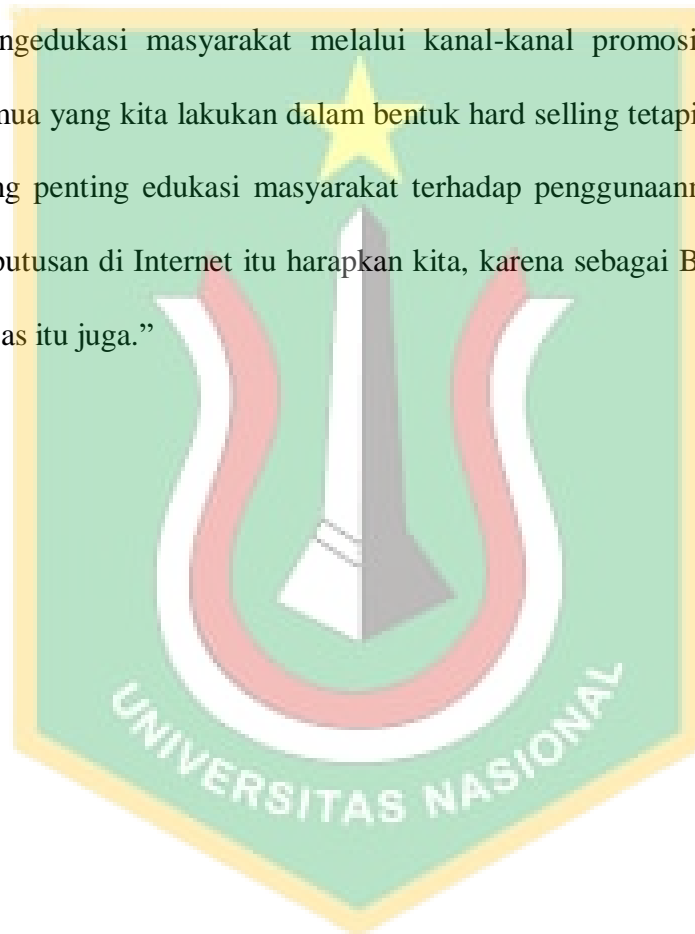 ngedukasi masyarakat melalui kanal-kanal promosi
nua yang kita lakukan dalam bentuk hard selling tetapi
ng penting edukasi masyarakat terhadap penggunaann
putusan di Internet itu harapkan kita, karena sebagai B
as itu juga.”
UNIVERSITAS NASIONAL